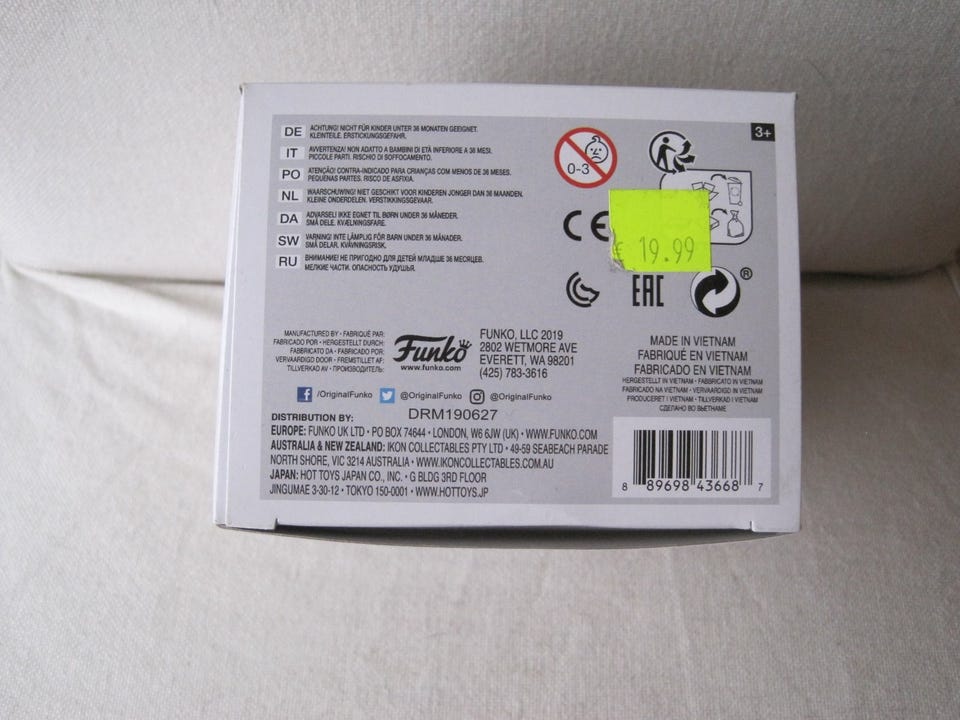 DE ACHTUNG! NICHT FÜR KINDER UNTER 36 MONATEN GEEIGNET.
KLEINTEILE. ERSTICKUNGSGEFAHR.
IT AVVERTENZA! NON ADATTO A BAMBINI DI ETÀ INFERIORE A 36 MESI.
PICCOLE PARTI. RISCHIO DI SOFFOCAMENTO.
PO ATENÇÃO! CONTRA-INDICADO PARA CRIANÇAS COM MENOS DE 36 MESES.
PEQUENAS PARTES. RISCO DE ASFIXIA.
NL WAARSCHUWING! NIET GESCHIKT VOOR KINDEREN JONGER DAN 36 MAANDEN.
KLEINE ONDERDELEN. VERSTIKKINGSGEVAAR.
DA ADVARSEL! IKKE EGNET TIL BØRN UNDER 36 MÅNEDER.
SMÅ DELE. KVÆLNINGSFARE.
SW VARNING! INTE LÄMPLIG FÖR BARN UNDER 36 MÅNADER.
SMÅ DELAR. KVÄVNINGSRISK.
RU ВНИМАНИЕ! НЕ ПРИГОДНО ДЛЯ ДЕТЕЙ МЛАДШЕ 36 МЕСЯЦЕВ.
МЕЛКИЕ ЧАСТИ. ОПАСНОСТЬ УДУШЬЯ.
0-3
3+
CE
€ 19.99
EAC
®
MANUFACTURED BY • FABRIQUÉ PAR:
FABRICADO POR • HERGESTELLT DURCH:
FABBRICATO DA • FABRICADO POR:
VERVAARDIGD DOOR • FREMSTILLET AF:
TILLVERKAD AV • ПРОИЗВОДИТЕЛЬ:
Funko
www.funko.com
FUNKO, LLC 2019
2802 WETMORE AVE
EVERETT, WA 98201
(425) 783-3616
MADE IN VIETNAM
FABRIQUÉ EN VIETNAM
FABRICADO EN VIETNAM
HERGESTELLT IN VIETNAM • FABBRICATO IN VIETNAM
FABRICADO NA VIETNAM • VERVAARDIGD IN VIETNAM
PRODUCERET I VIETNAM • TILLVERKAD I VIETNAM
СДЕЛАНО ВО ВЬЕТНАМЕ
f /OriginalFunko @OriginalFunko @OriginalFunko
DRM190627
DISTRIBUTION BY:
EUROPE: FUNKO UK LTD • PO BOX 74644 • LONDON, W6 6JW (UK) • WWW.FUNKO.COM
AUSTRALIA & NEW ZEALAND: IKON COLLECTABLES PTY LTD • 49-59 SEABEACH PARADE
NORTH SHORE, VIC 3214 AUSTRALIA • WWW.IKONCOLLECTABLES.COM.AU
JAPAN: HOT TOYS JAPAN CO., INC. • G BLDG 3RD FLOOR
JINGUMAE 3-30-12 • TOKYO 150-0001 • WWW.HOTTOYS.JP
8 89698 43668 7